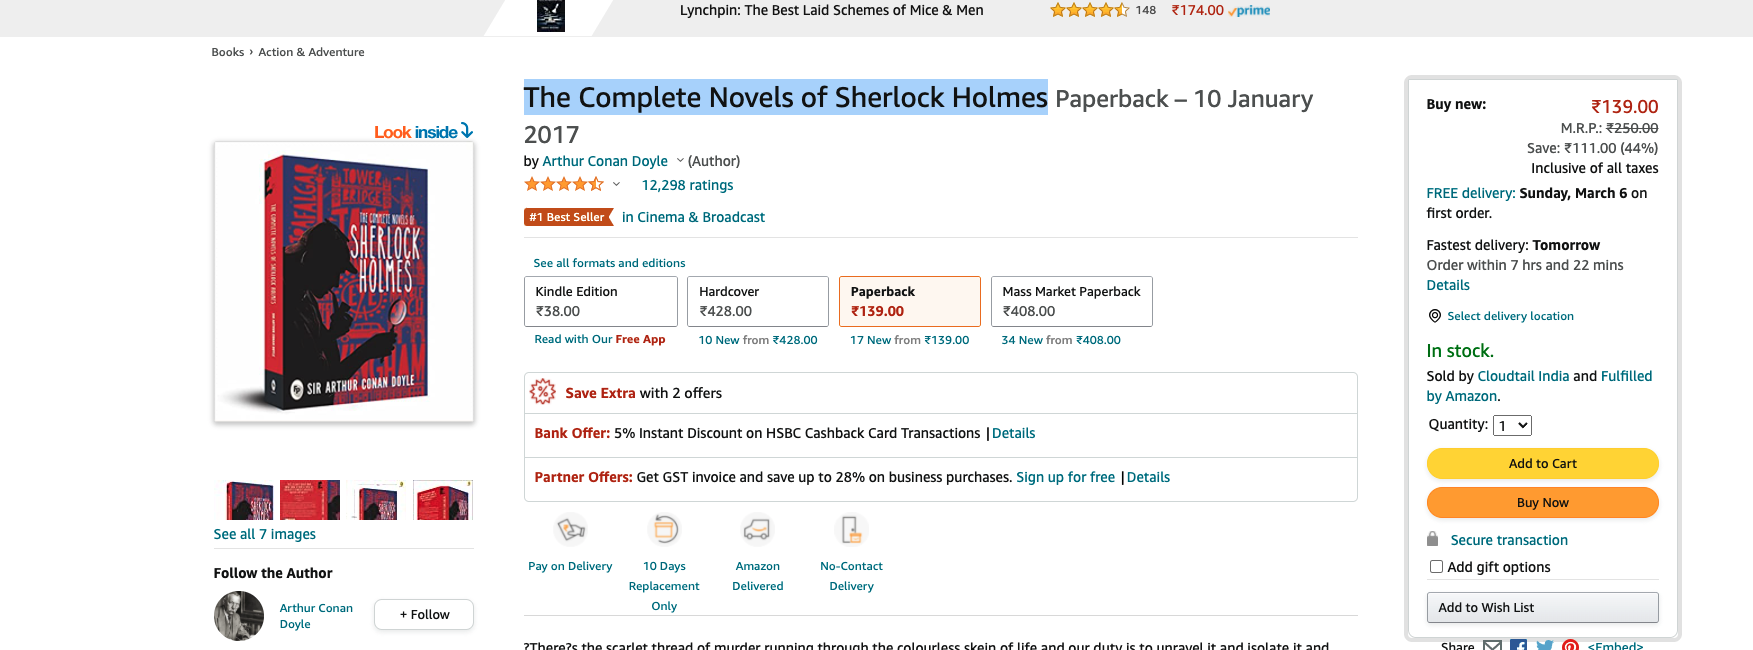 Lynchpin: The Best Laid Schemes of Mice & Men 148 ₹174.00 prime
Books › Action & Adventure
Look inside
The Complete Novels of Sherlock Holmes Paperback – 10 January
2017
by Arthur Conan Doyle (Author)
12,298 ratings
#1 Best Seller in Cinema & Broadcast
TRAFALGAR
TOWER
BRIDGE
THE COMPLETE NOVELS OF
SHERLOCK
HOLMES
THE COMPLETE NOVELS OF SHERLOCK HOLMES
SIR ARTHUR CONAN DOYLE
See all 7 images
Follow the Author
Arthur Conan
Doyle
+ Follow
See all formats and editions
Kindle Edition
₹38.00
Read with Our Free App
Hardcover
₹428.00
10 New from ₹428.00
Paperback
₹139.00
17 New from ₹139.00
Mass Market Paperback
₹408.00
34 New from ₹408.00
Save Extra with 2 offers
Bank Offer: 5% Instant Discount on HSBC Cashback Card Transactions | Details
Partner Offers: Get GST invoice and save up to 28% on business purchases. Sign up for free | Details
Pay on Delivery
10 Days
Replacement
Only
Amazon
Delivered
No-Contact
Delivery
?There?s the scarlet thread of murder running through the colourless skein of life and our duty is to unravel it and isolate it and
Buy new: ₹139.00
M.R.P.: ₹250.00
Save: ₹111.00 (44%)
Inclusive of all taxes
FREE delivery: Sunday, March 6 on
first order.
Fastest delivery: Tomorrow
Order within 7 hrs and 22 mins
Details
Select delivery location
In stock.
Sold by Cloudtail India and Fulfilled
by Amazon.
Quantity: 1
Add to Cart
Buy Now
Secure transaction
Add gift options
Add to Wish List
Share <Embed>